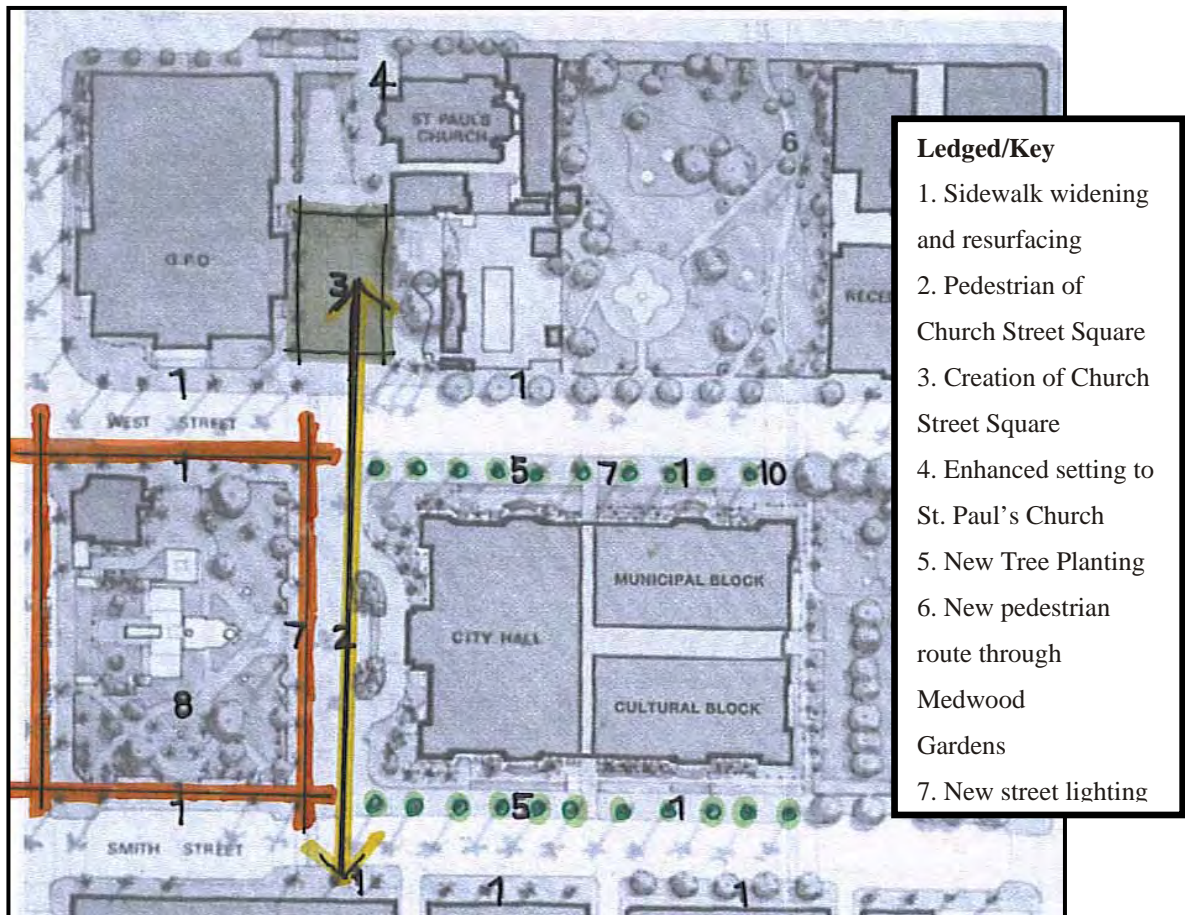 4
ST PAUL'S
CHURCH
6
G.P.O
3
1
1
WEST STREET
1
5
7
1
10
MUNICIPAL BLOCK
7
2
CITY HALL
8
CULTURAL BLOCK
1
5
1
SMITH STREET
1
1
1
Ledged/Key
1. Sidewalk widening
and resurfacing
2. Pedestrian of
Church Street Square
3. Creation of Church
Street Square
4. Enhanced setting to
St. Paul's Church
5. New Tree Planting
6. New pedestrian
route through
Medwood
Gardens
7. New street lighting